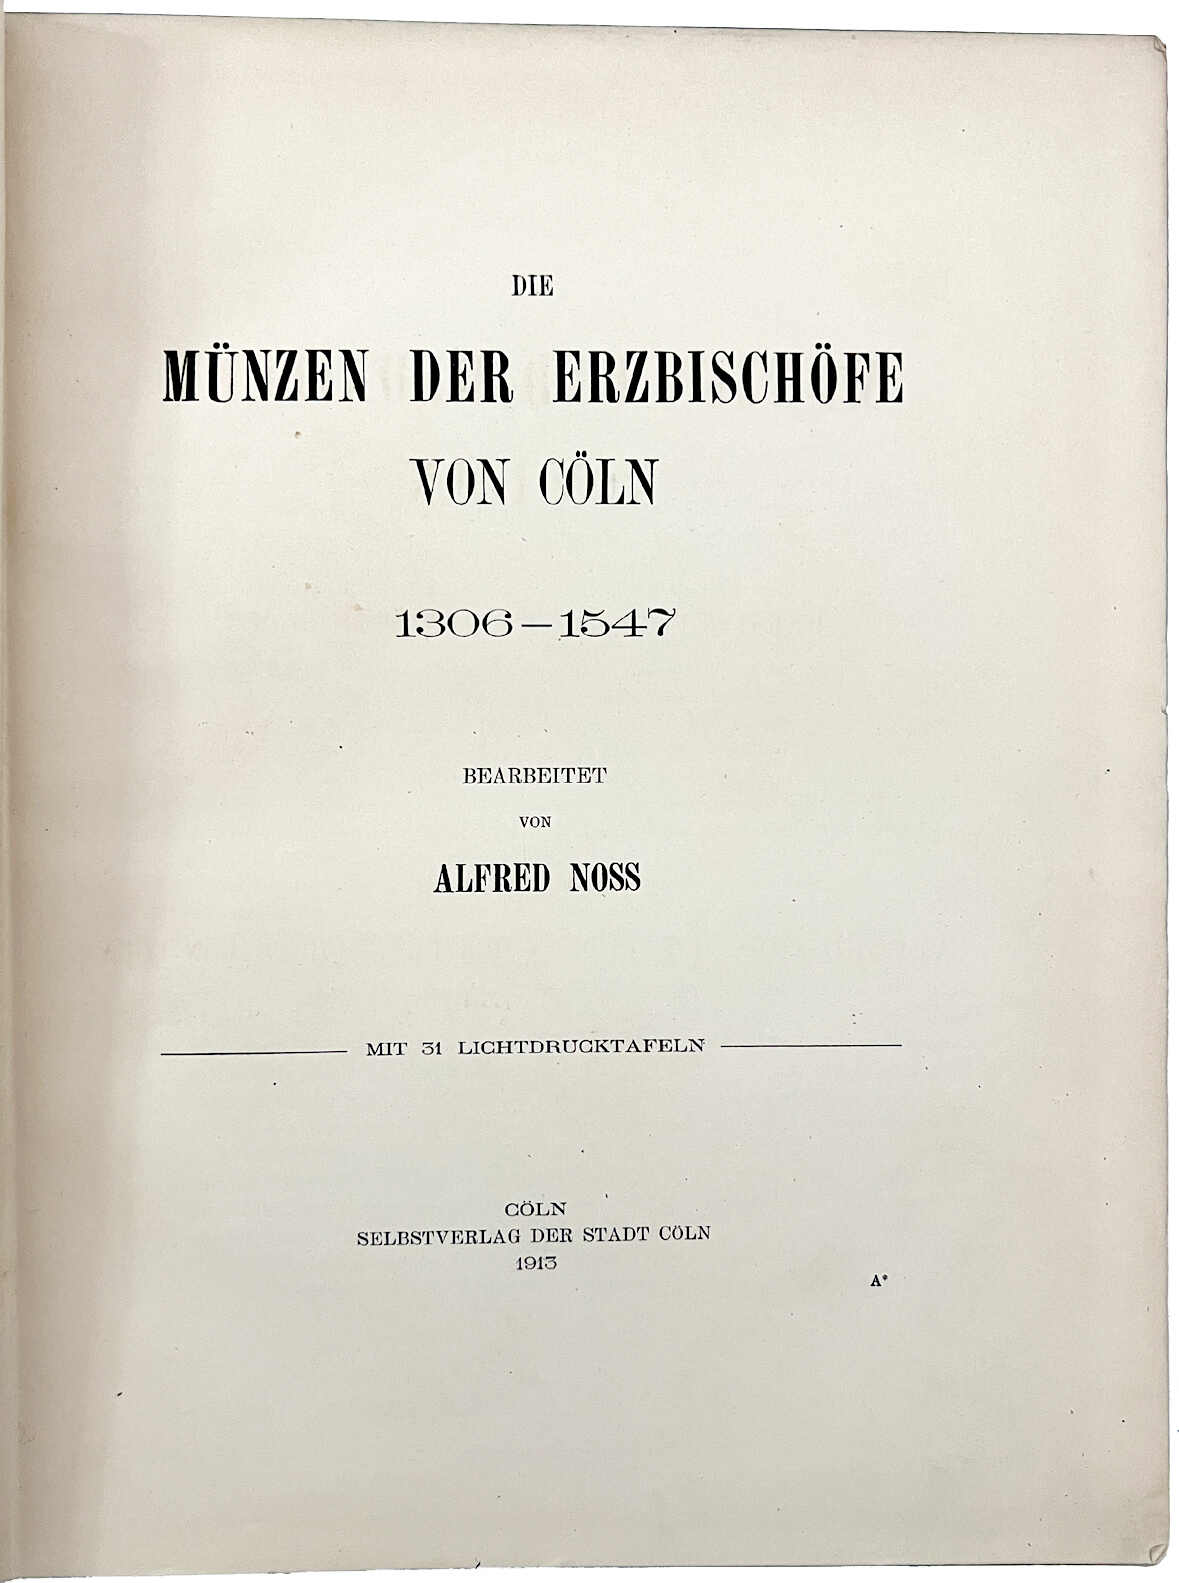 DIE
MÜNZEN DER ERZBISCHÖFE
VON CÖLN
1306–1547
BEARBEITET
VON
ALFRED NOSS
MIT 31 LICHTDRUCKTAFELN
CÖLN
SELBSTVERLAG DER STADT CÖLN
1913
A*